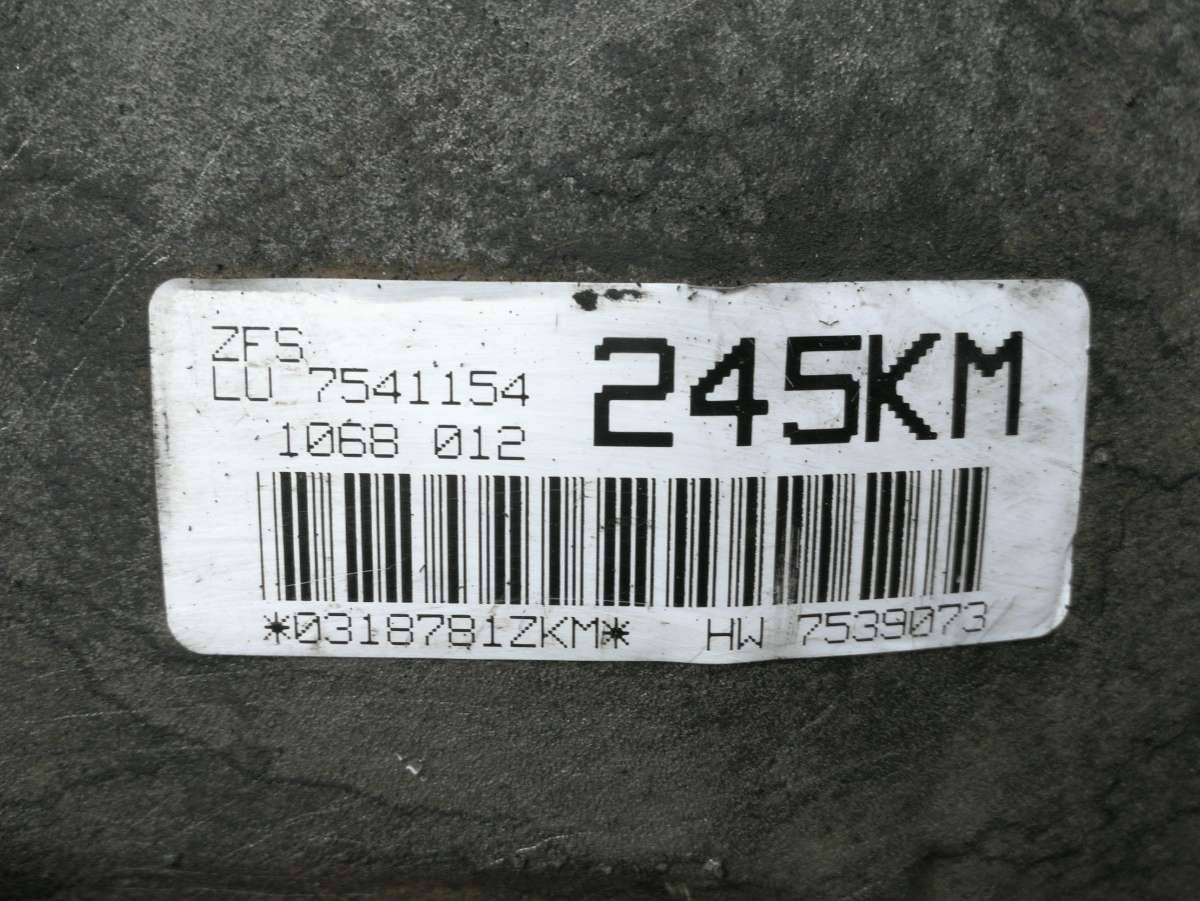 ZFS
LU 7541154
245KM
1068 012
*0318781ZKM* HW 7539073